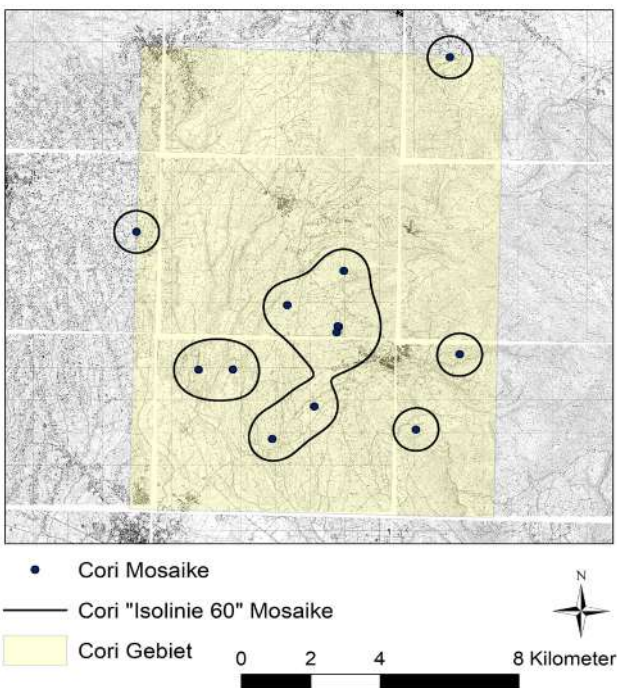 Cori Mosaike
N
Cori "Isolinie 60" Mosaike
Cori Gebiet
0 2 4 8 Kilometer